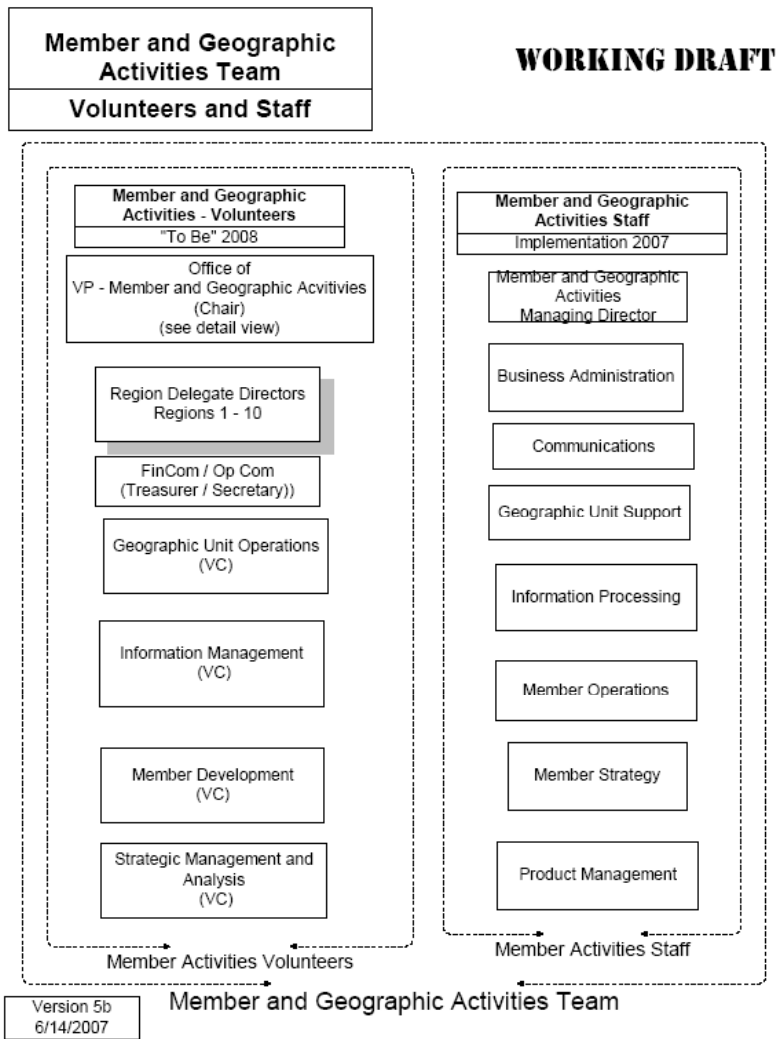 Member and Geographic
Activities Team
Volunteers and Staff
WORKING DRAFT
Member and Geographic
Activities - Volunteers
"To Be" 2008
Office of
VP - Member and Geographic Acvitivies
(Chair)
(see detail view)
Region Delegate Directors
Regions 1 - 10
FinCom / Op Com
(Treasurer / Secretary))
Geographic Unit Operations
(VC)
Information Management
(VC)
Member Development
(VC)
Strategic Management and
Analysis
(VC)
Member Activities Volunteers
Member and Geographic
Activities Staff
Implementation 2007
Member and Geographic
Activities
Managing Director
Business Administration
Communications
Geographic Unit Support
Information Processing
Member Operations
Member Strategy
Product Management
Member Activities Staff
Member and Geographic Activities Team
Version 5b
6/14/2007